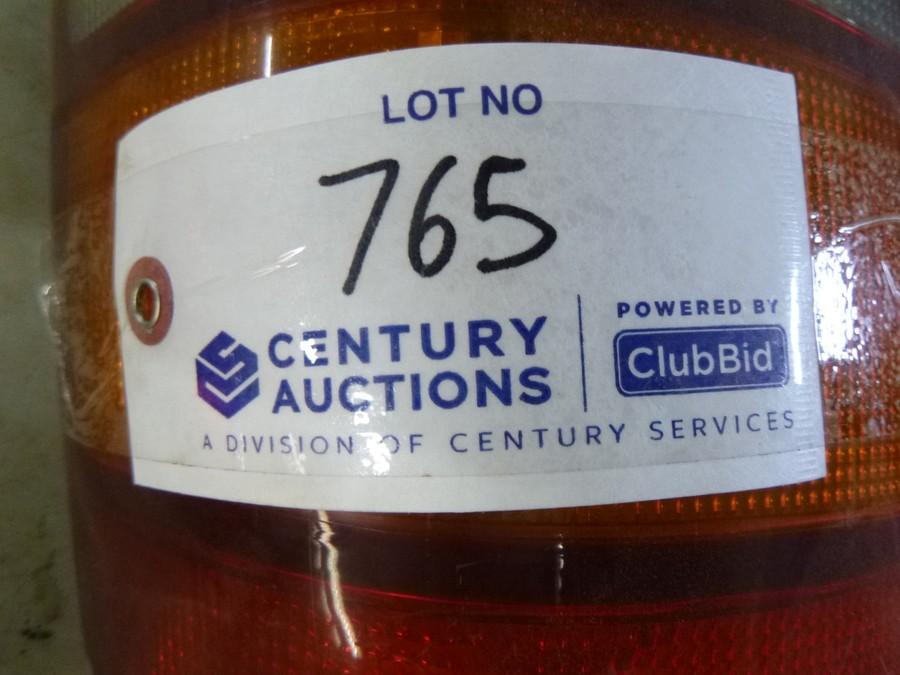 LOT NO
765
CENTURY
AUCTIONS
POWERED BY
ClubBid
A DIVISION OF CENTURY SERVICES